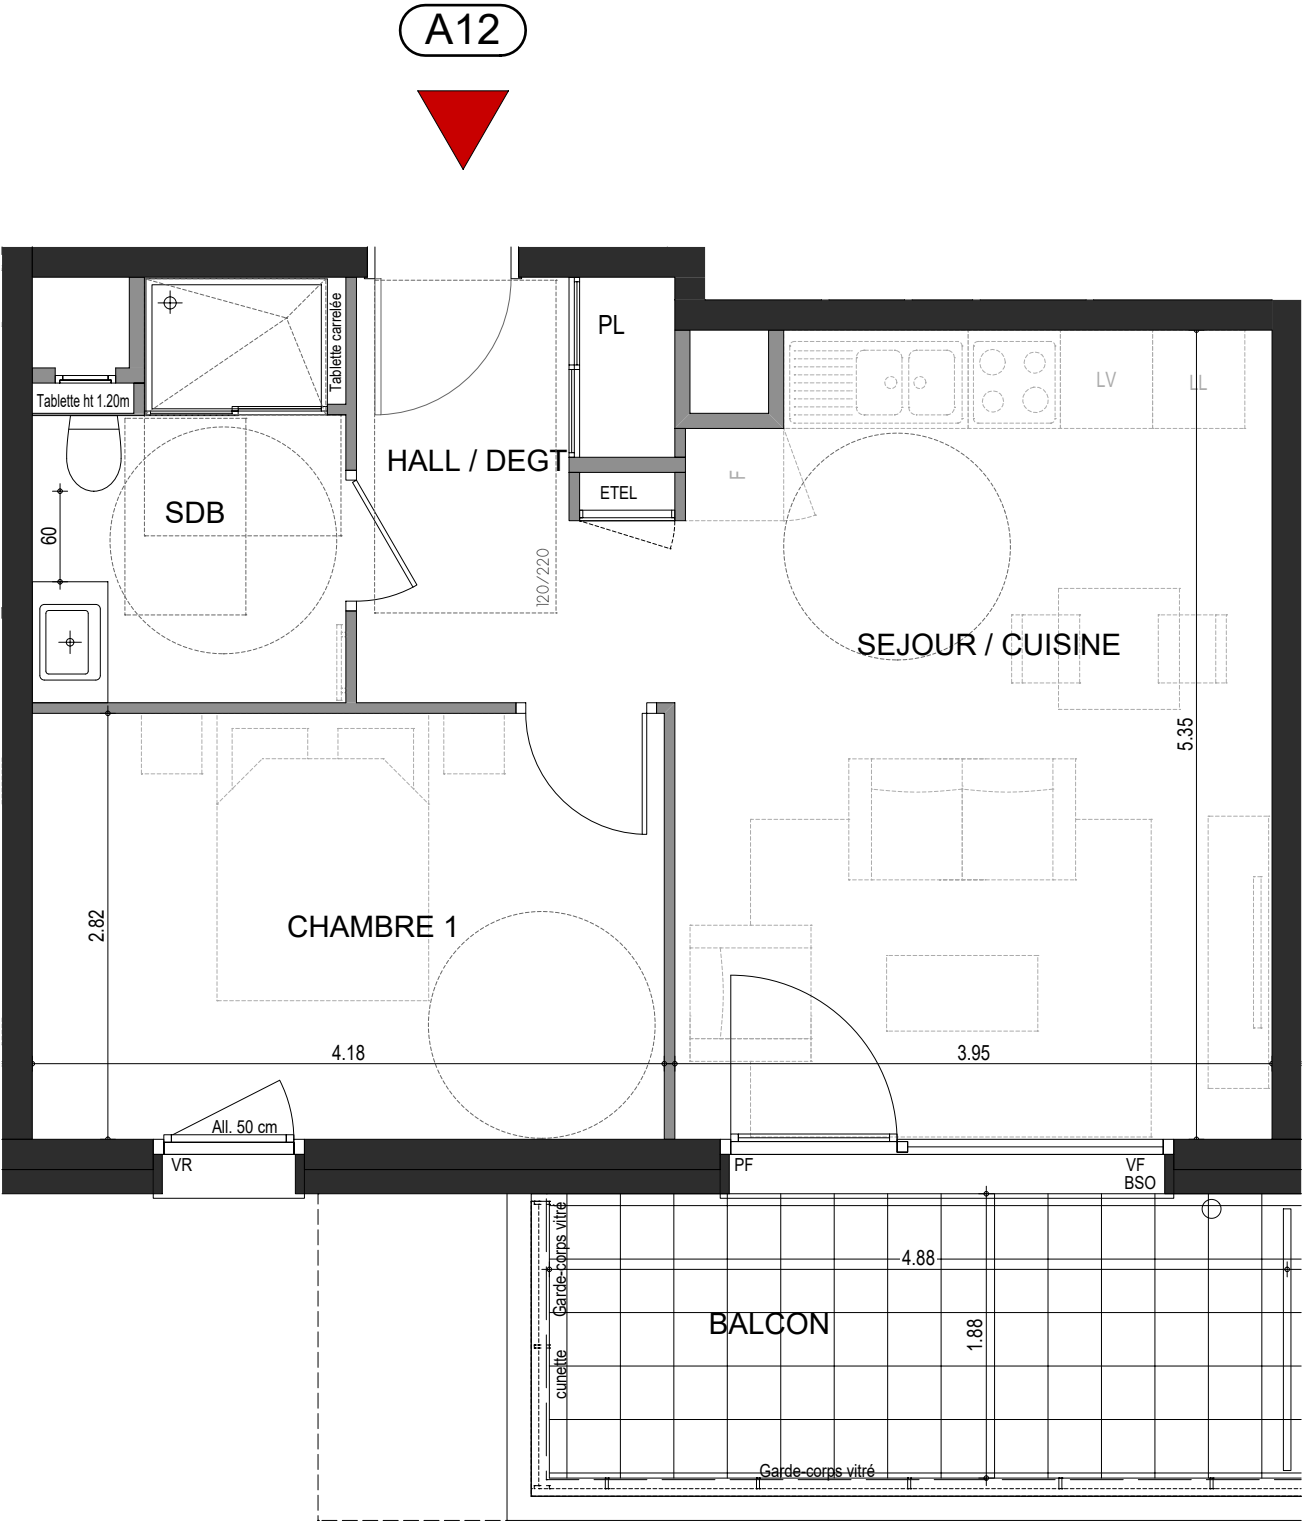 A12
PL
Tablette carrelée
Tablette ht 1.20m
LV
LL
HALL / DEGT
F
ETEL
SDB
60
120/220
SEJOUR / CUISINE
5.35
2.82
CHAMBRE 1
4.18
3.95
All. 50 cm
VR
PF
VF
BSO
Garde-corps vitré
4.88
BALCON
1.88
cunette
Garde-corps vitré